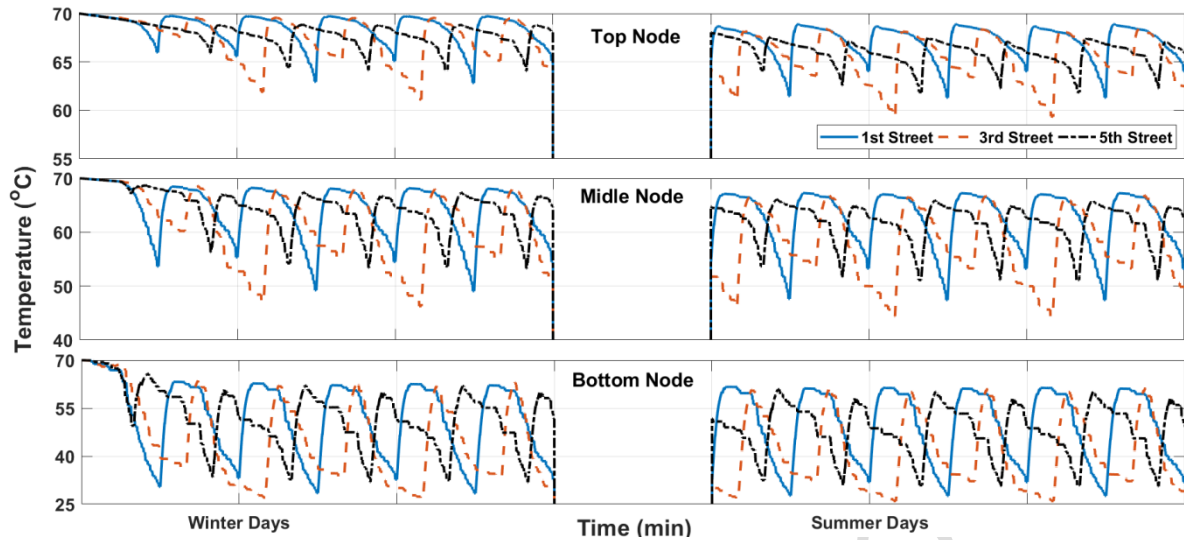 70
65
60
55
Top Node
1st Street
3rd Street
5th Street
70
60
50
40
Midle Node
70
55
40
25
Bottom Node
Temperature (°C)
Winter Days
Time (min)
Summer Days